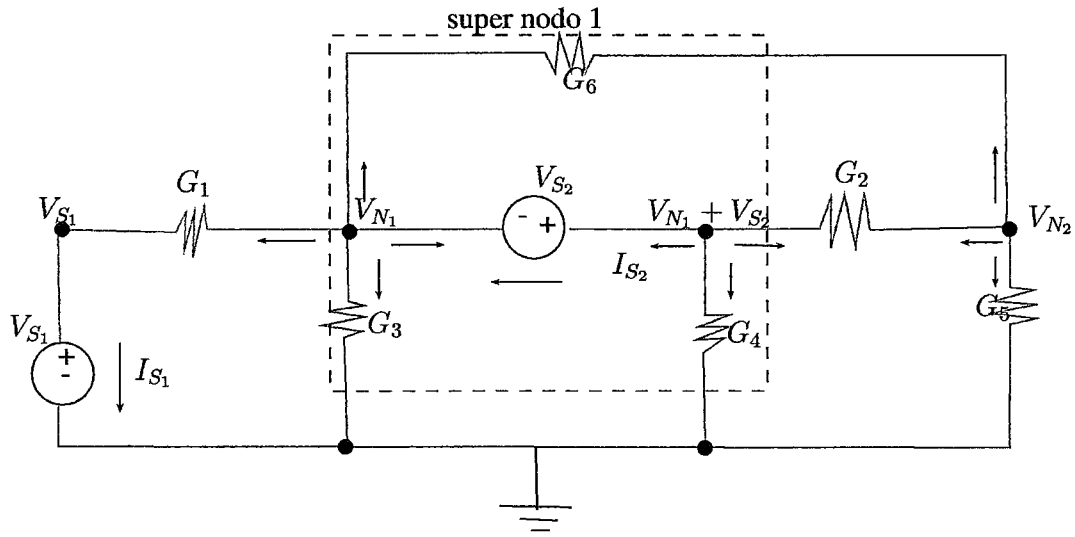 super nodo 1
G6
G1
VS2
G2
VS1
VN1
VN1 + VS2
VN2
IS2
G3
G4
G5
VS1
IS1
- +
+
-